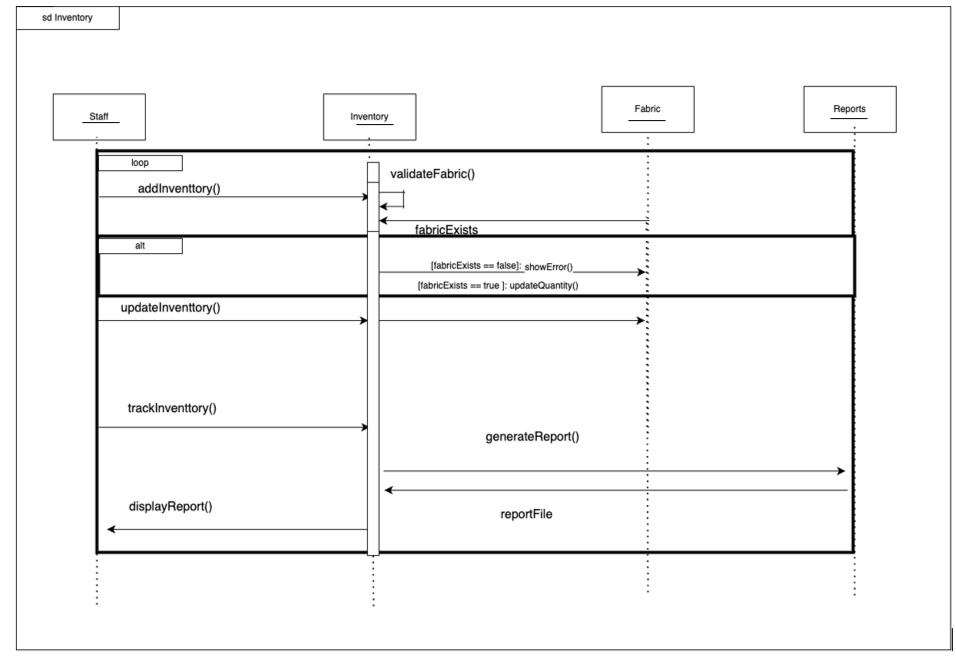 sd Inventory
Staff
Inventory
Fabric
Reports
loop
validateFabric()
addInventtory()
fabricExists
alt
[fabricExists == false]: showError()
[fabricExists == true ]: updateQuantity()
updateInventtory()
trackInventtory()
generateReport()
displayReport()
reportFile